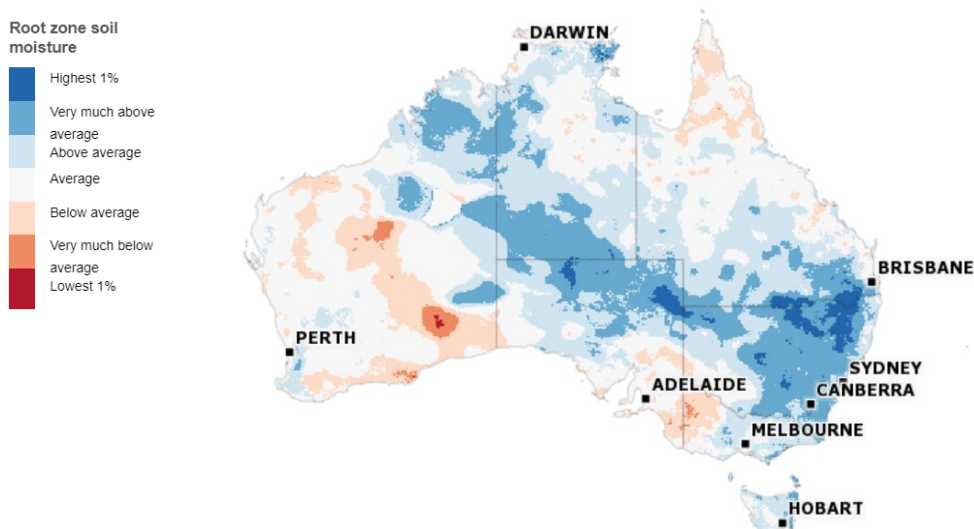 Root zone soil
moisture
Highest 1%
Very much above
average
Above average
Average
Below average
Very much below
average
Lowest 1%
DARWIN
BRISBANE
PERTH
SYDNEY
ADELAIDE
CANBERRA
MELBOURNE
HOBART